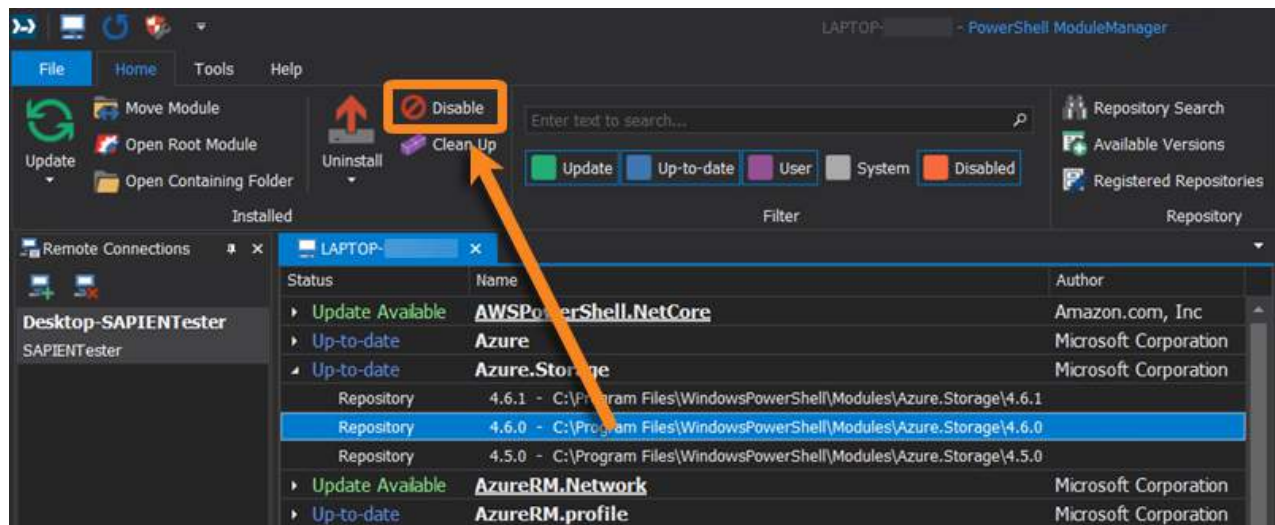 LAPTOP- - PowerShell ModuleManager
File Home Tools Help
Update
Move Module
Open Root Module
Open Containing Folder
Uninstall
Disable
Clean Up
Installed
Enter text to search...
Update Up-to-date User System Disabled
Filter
Repository Search
Available Versions
Registered Repositories
Repository
Remote Connections
Desktop-SAPIENTester
SAPIENTester
LAPTOP-
Status Name Author
Update Available AWSPowerShell.NetCore Amazon.com, Inc
Up-to-date Azure Microsoft Corporation
Up-to-date Azure.Storage Microsoft Corporation
Repository 4.6.1 - C:\Program Files\WindowsPowerShell\Modules\Azure.Storage\4.6.1
Repository 4.6.0 - C:\Program Files\WindowsPowerShell\Modules\Azure.Storage\4.6.0
Repository 4.5.0 - C:\Program Files\WindowsPowerShell\Modules\Azure.Storage\4.5.0
Update Available AzureRM.Network Microsoft Corporation
Up-to-date AzureRM.profile Microsoft Corporation